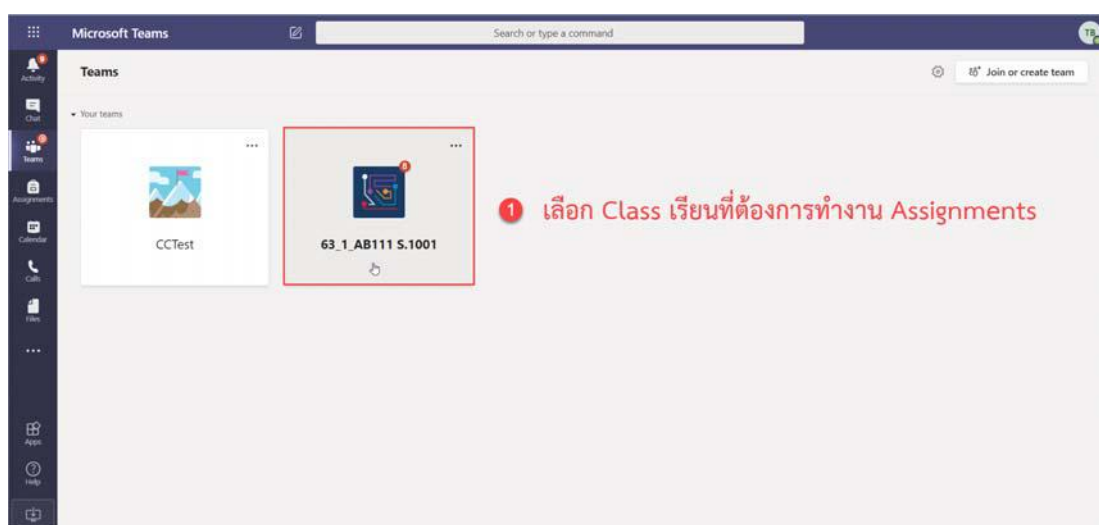 Microsoft Teams
Search or type a command
TB
Activity
Teams
Join or create team
Chat
Your teams
Teams
Assignments
CCTest
63_1_AB111 S.1001
1 เลือก Class เรียนที่ต้องการทำงาน Assignments
Calendar
Calls
Files
Apps
Help